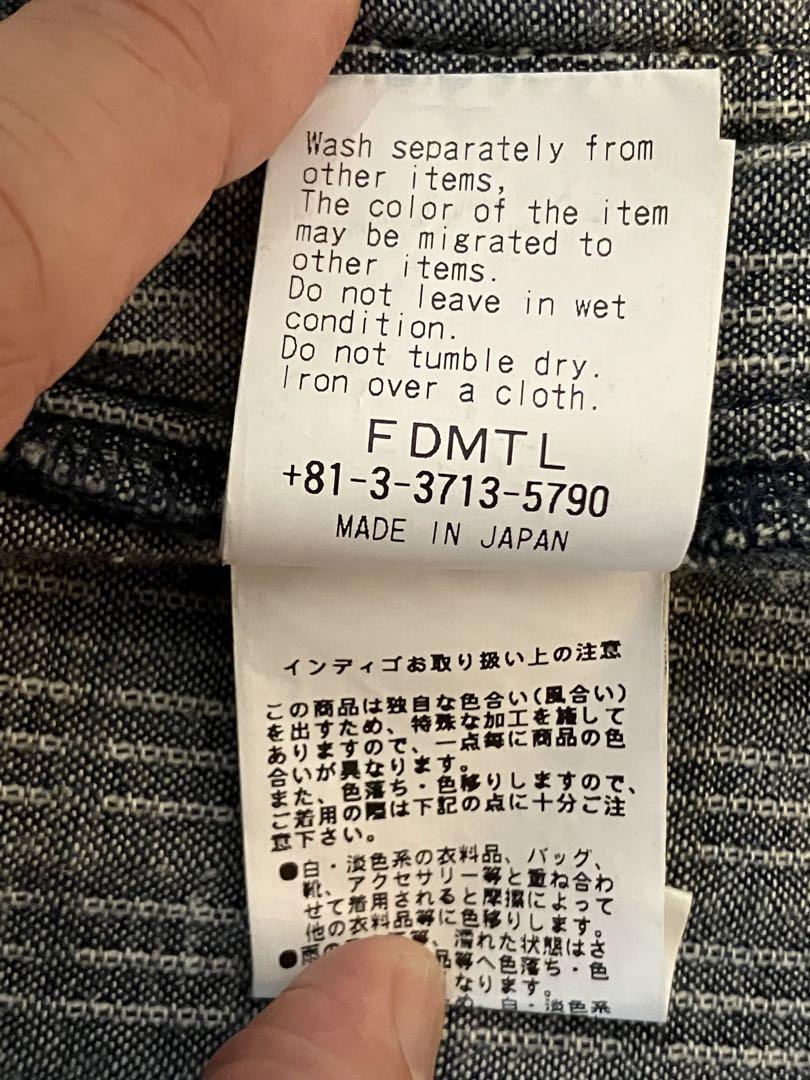 Wash separately from
other items,
The color of the item
may be migrated to
other items.
Do not leave in wet
condition.
Do not tumble dry.
Iron over a cloth.
FDMTL
+81-3-3713-5790
MADE IN JAPAN
インディゴお取り扱い上の注意
この商品は独自な色合い(風合い)
を出すため、特殊な加工を施して
ありますので、一点毎に商品の色
合いが異なります。
また、色落ち・色移りしますので、
ご着用の際は下記の点に十分ご注
意下さい。
●白・淡色系の衣料品、バッグ、
靴、アクセサリー等と重ね合わ
せて着用されると摩擦によって
他の衣料品等に色移りします。
●雨の 等、濡れた状態はさ
品等へ色落ち・色
なります。
白・淡色系